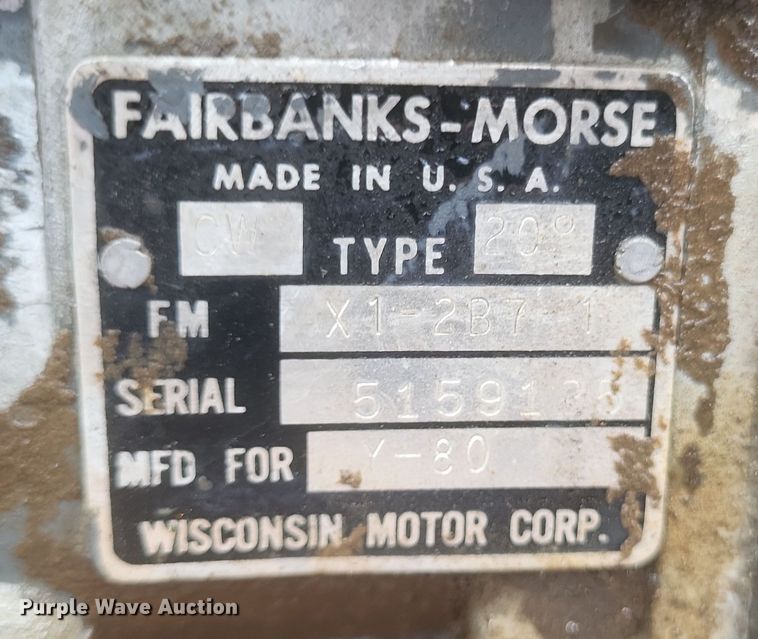 FAIRBANKS-MORSE
MADE IN U. S. A.
CW TYPE 20°
FM X1-2B7-1
SERIAL
MFD. FOR Y-80
WISCONSIN MOTOR CORP.
Purple Wave Auction